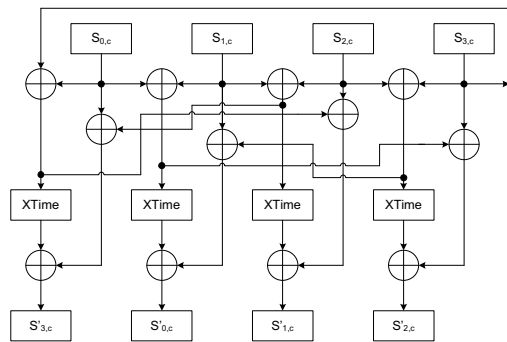 S0,c S1,c S2,c S3,c
XTime XTime XTime XTime
S'3,c S'0,c S'1,c S'2,c